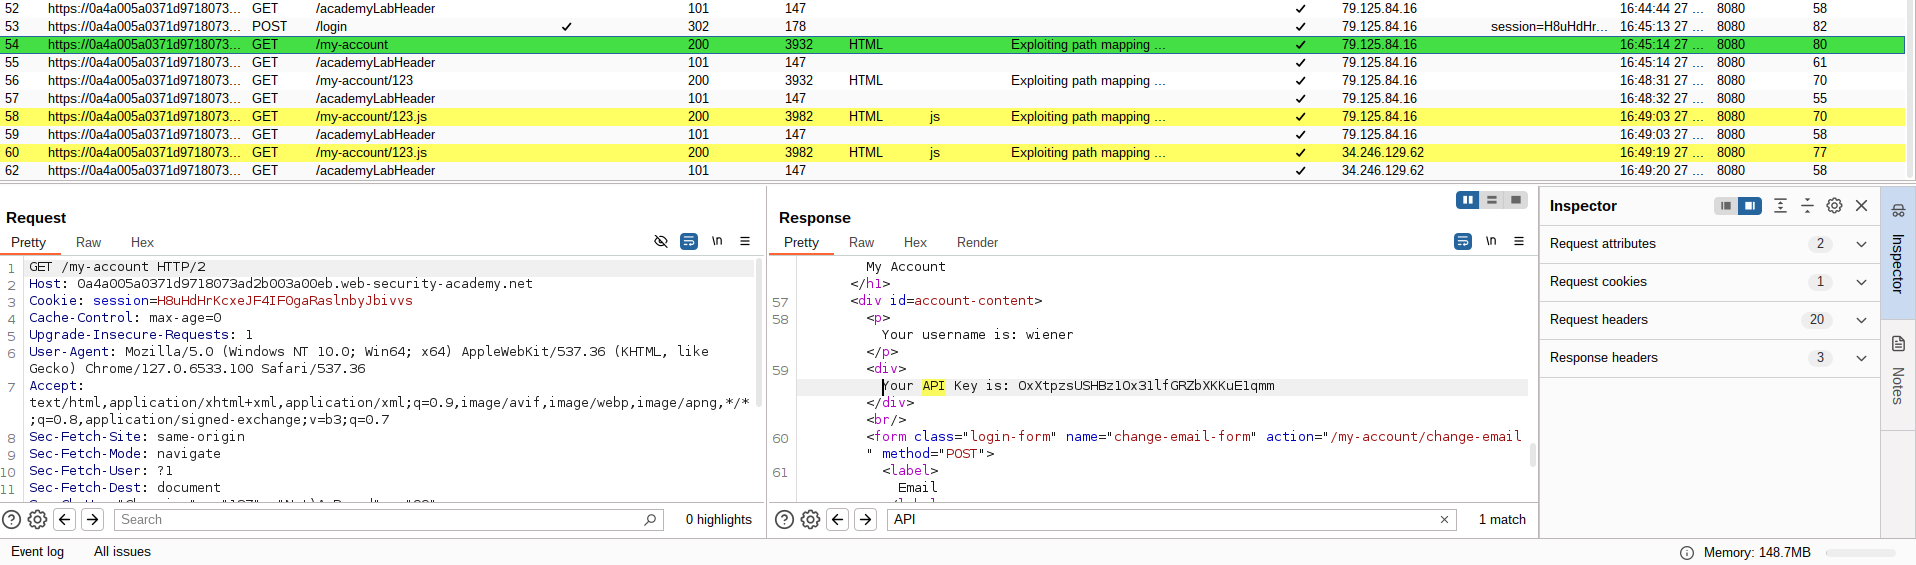 52 https://0a4a005a0371d9718073... GET /academyLabHeader 101 147 ✓ 79.125.84.16 16:44:44 27 ... 8080 58
53 https://0a4a005a0371d9718073... POST /login ✓ 302 178 ✓ 79.125.84.16 session=H8uHdHr... 16:45:13 27 ... 8080 82
54 https://0a4a005a0371d9718073... GET /my-account 200 3932 HTML Exploiting path mapping ... ✓ 79.125.84.16 16:45:14 27 ... 8080 80
55 https://0a4a005a0371d9718073... GET /academyLabHeader 101 147 ✓ 79.125.84.16 16:45:14 27 ... 8080 61
56 https://0a4a005a0371d9718073... GET /my-account/123 200 3932 HTML Exploiting path mapping ... ✓ 79.125.84.16 16:48:31 27 ... 8080 70
57 https://0a4a005a0371d9718073... GET /academyLabHeader 101 147 ✓ 79.125.84.16 16:48:32 27 ... 8080 55
58 https://0a4a005a0371d9718073... GET /my-account/123.js 200 3982 HTML js Exploiting path mapping ... ✓ 79.125.84.16 16:49:03 27 ... 8080 70
59 https://0a4a005a0371d9718073... GET /academyLabHeader 101 147 ✓ 79.125.84.16 16:49:03 27 ... 8080 58
60 https://0a4a005a0371d9718073... GET /my-account/123.js 200 3982 HTML js Exploiting path mapping ... ✓ 34.246.129.62 16:49:19 27 ... 8080 77
62 https://0a4a005a0371d9718073... GET /academyLabHeader 101 147 ✓ 34.246.129.62 16:49:20 27 ... 8080 58
Request
Pretty Raw Hex
\n
1 GET /my-account HTTP/2
2 Host: 0a4a005a0371d9718073ad2b003a00eb.web-security-academy.net
3 Cookie: session=H8uHdHrKcxeJF4IFOgaRaslnbyJbivvs
4 Cache-Control: max-age=0
5 Upgrade-Insecure-Requests: 1
6 User-Agent: Mozilla/5.0 (Windows NT 10.0; Win64; x64) AppleWebKit/537.36 (KHTML, like
Gecko) Chrome/127.0.6533.100 Safari/537.36
7 Accept:
text/html,application/xhtml+xml,application/xml;q=0.9,image/avif,image/webp,image/apng,*/*
;q=0.8,application/signed-exchange;v=b3;q=0.7
8 Sec-Fetch-Site: same-origin
9 Sec-Fetch-Mode: navigate
10 Sec-Fetch-User: ?1
11 Sec-Fetch-Dest: document
Search
0 highlights
Response
Pretty Raw Hex Render
\n
My Account
</h1>
57 <div id=account-content>
58 <p>
Your username is: wiener
</p>
59 <div>
Your API Key is: OxXtpzsUSHBz1Ox31lfGRZbXKKuE1qmm
</div>
<br/>
60 <form class="login-form" name="change-email-form" action="/my-account/change-email
" method="POST">
61 <label>
Email
API
1 match
Inspector
Request attributes 2
Request cookies 1
Request headers 20
Response headers 3
Inspector
Notes
Event log All issues
Memory: 148.7MB